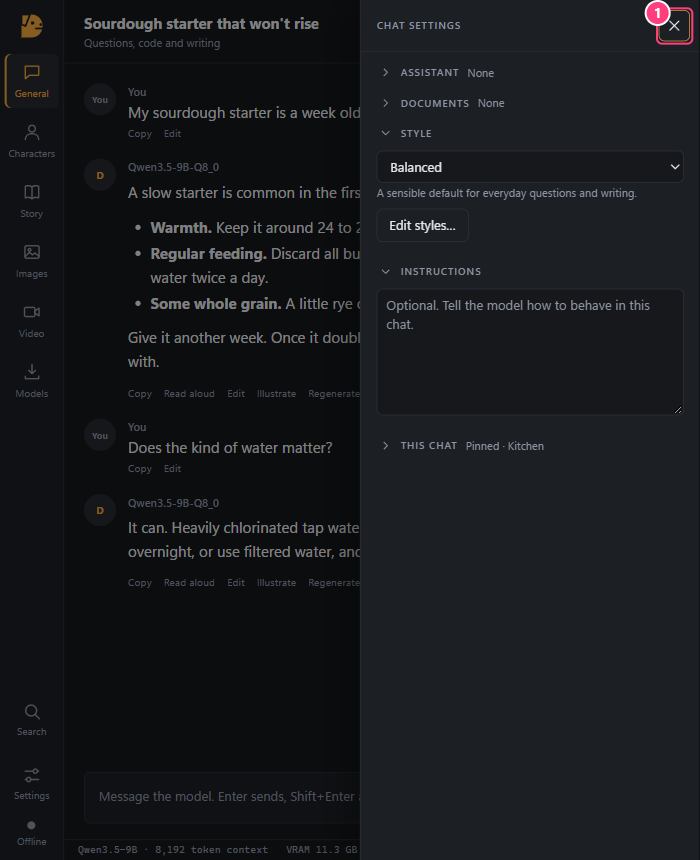 General
Characters
Story
Images
Video
Models
Search
Settings
Offline
Sourdough starter that won't rise
Questions, code and writing
You
You
My sourdough starter is a week old
Copy Edit
D
Qwen3.5-9B-Q8_0
A slow starter is common in the firs
• Warmth. Keep it around 24 to 2
• Regular feeding. Discard all bu
water twice a day.
• Some whole grain. A little rye o
Give it another week. Once it doubl
with.
Copy Read aloud Edit Illustrate Regenerate
You
You
Does the kind of water matter?
Copy Edit
D
Qwen3.5-9B-Q8_0
It can. Heavily chlorinated tap wate
overnight, or use filtered water, and
Copy Read aloud Edit Illustrate Regenerate
Message the model. Enter sends, Shift+Enter
Qwen3.5-9B · 8,192 token context VRAM 11.3 GB
CHAT SETTINGS
1
ASSISTANT None
DOCUMENTS None
STYLE
Balanced
A sensible default for everyday questions and writing.
Edit styles...
INSTRUCTIONS
Optional. Tell the model how to behave in this
chat.
THIS CHAT Pinned · Kitchen